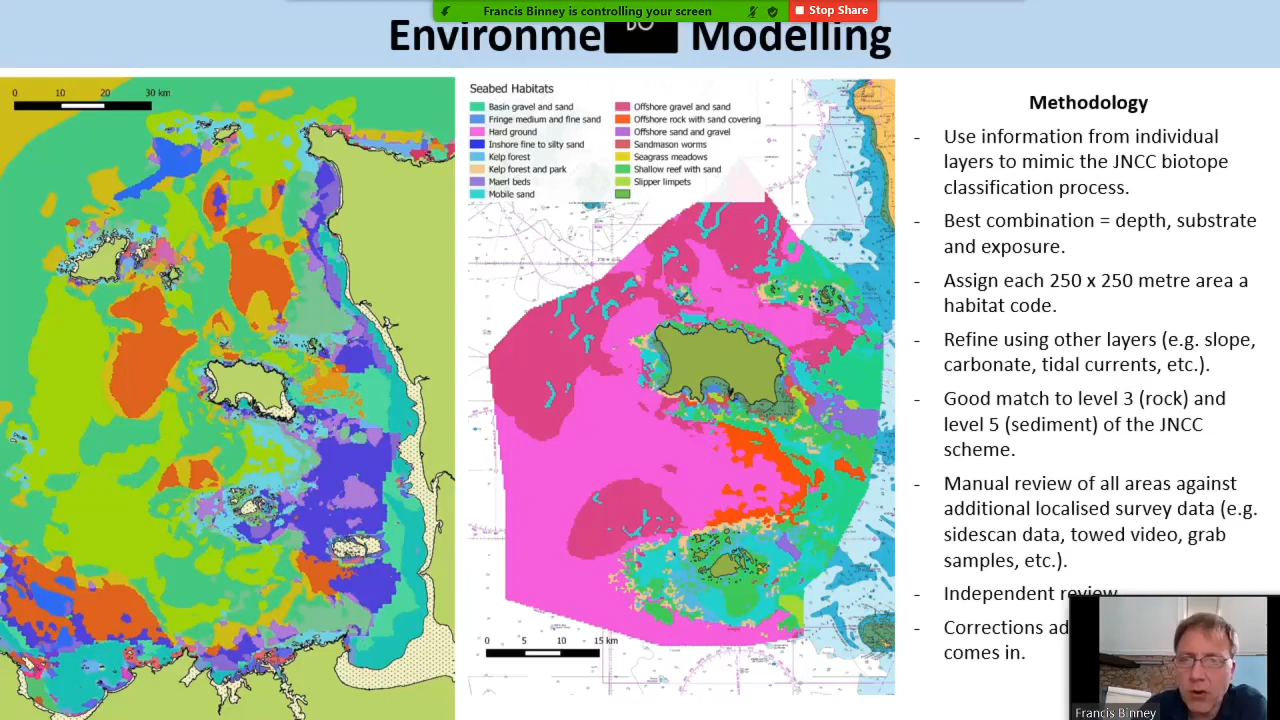 Francis Binney is controlling your screen
Stop Share
Environme
DO
Modelling
0 10 20 30 km
Seabed Habitats
Basin gravel and sand
Fringe medium and fine sand
Hard ground
Inshore fine to silty sand
Kelp forest
Kelp forest and park
Maerl beds
Mobile sand
Offshore gravel and sand
Offshore rock with sand covering
Offshore sand and gravel
Sandmason worms
Seagrass meadows
Shallow reef with sand
Slipper limpets
0 5 10 15 km
Methodology
- Use information from individual
layers to mimic the JNCC biotope
classification process.
- Best combination = depth, substrate
and exposure.
- Assign each 250 x 250 metre area a
habitat code.
- Refine using other layers (e.g. slope,
carbonate, tidal currents, etc.).
- Good match to level 3 (rock) and
level 5 (sediment) of the JNCC
scheme.
- Manual review of all areas against
additional localised survey data (e.g.
sidescan data, towed video, grab
samples, etc.).
- Independent review
- Corrections ad
comes in.
Francis Binney